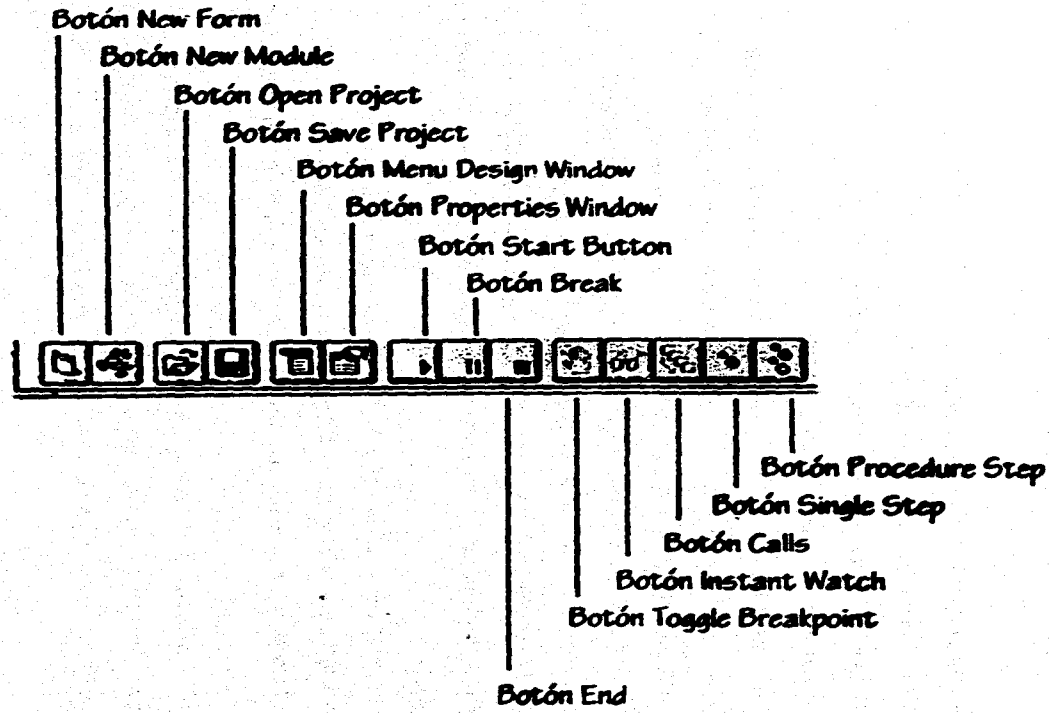 Botón New Form
Botón New Module
Botón Open Project
Botón Save Project
Botón Menu Design Window
Botón Properties Window
Botón Start Button
Botón Break
Botón Procedure Step
Botón Single Step
Botón Calls
Botón Instant Watch
Botón Toggle Breakpoint
Botón End